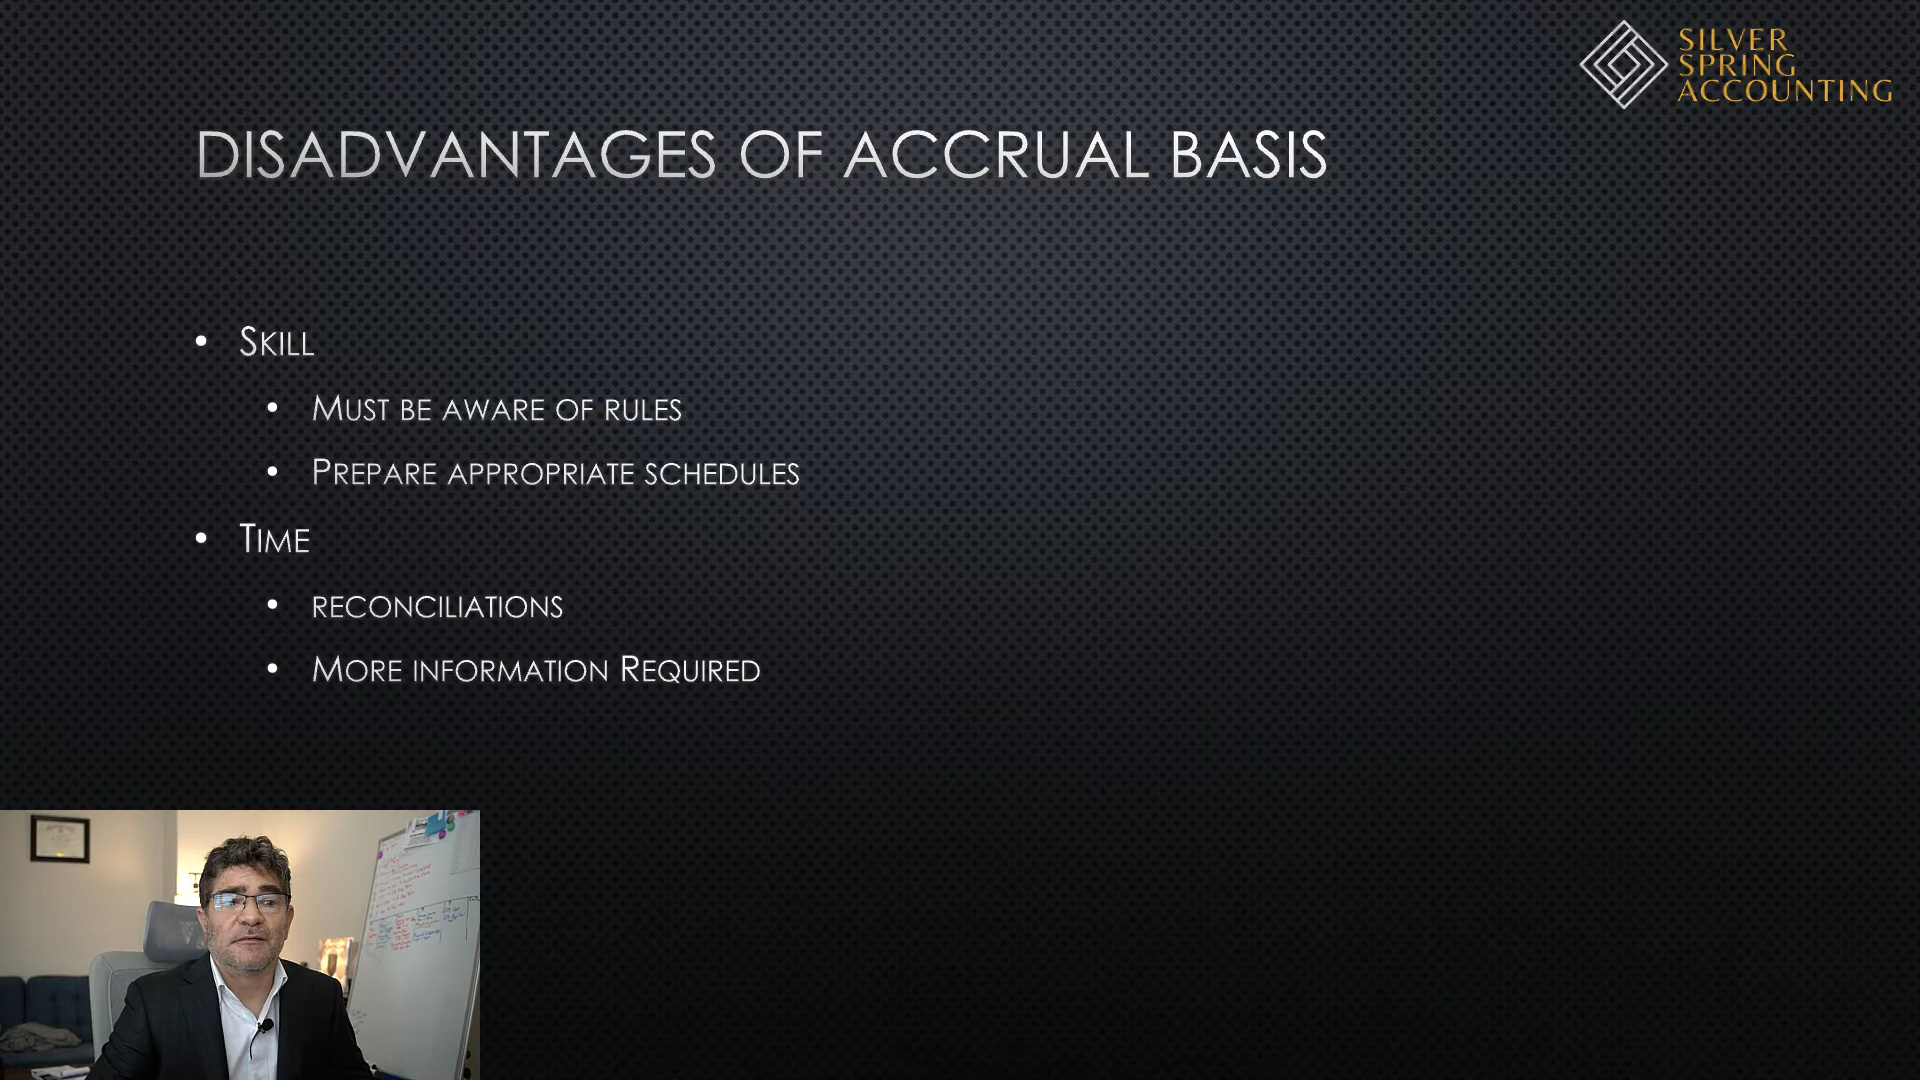 SILVER
SPRING
ACCOUNTING
DISADVANTAGES OF ACCRUAL BASIS
• SKILL
• MUST BE AWARE OF RULES
• PREPARE APPROPRIATE SCHEDULES
• TIME
• RECONCILIATIONS
• MORE INFORMATION REQUIRED